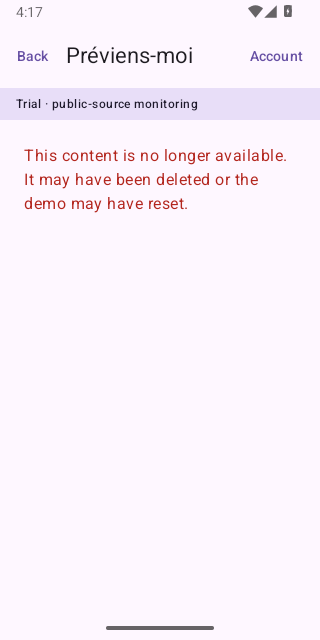 4:17
Back Préviens-moi Account
Trial · public-source monitoring
This content is no longer available.
It may have been deleted or the
demo may have reset.